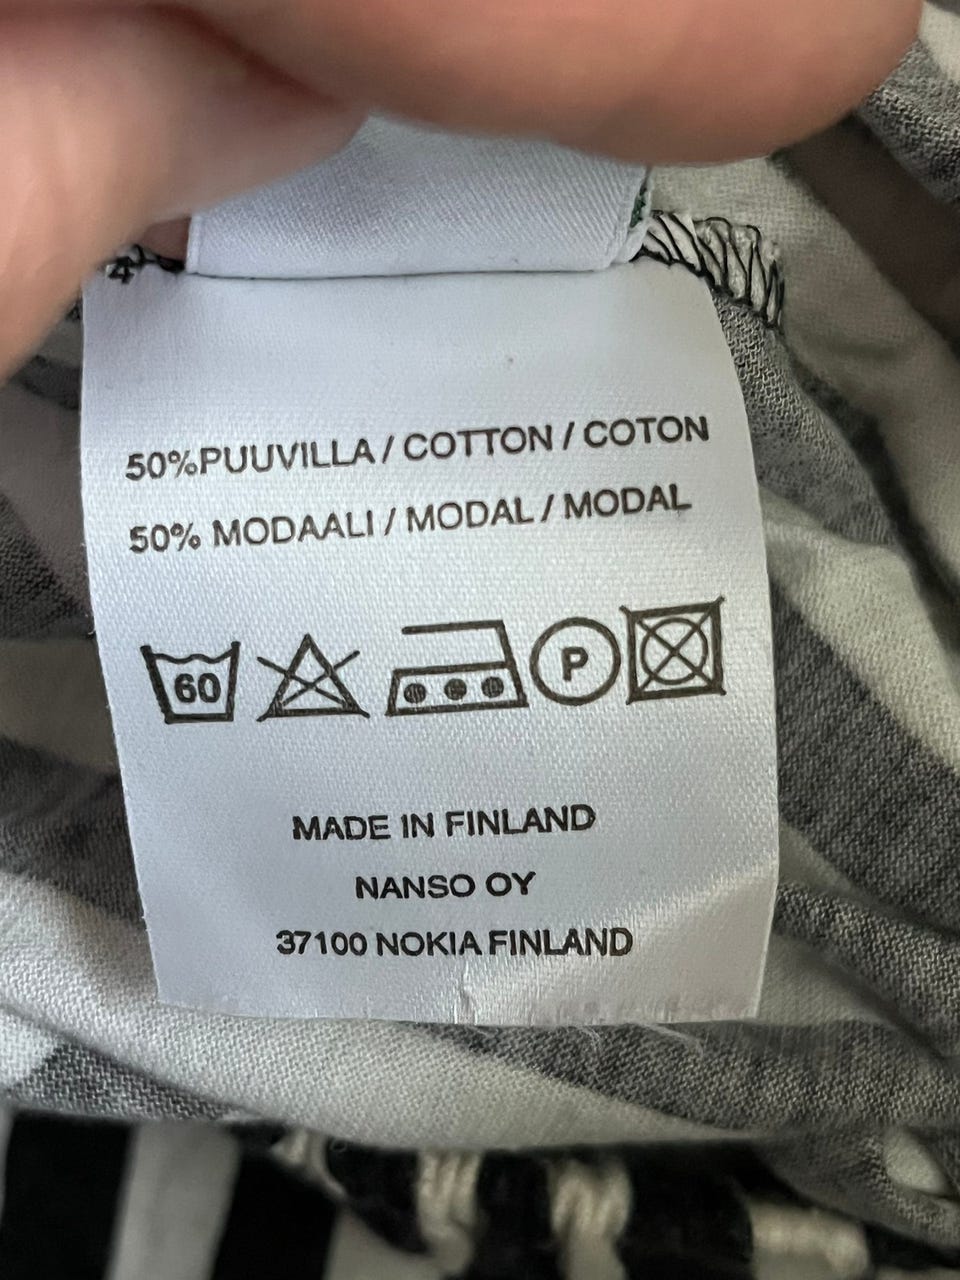 50%PUUVILLA / COTTON / COTON
50% MODAALI / MODAL / MODAL
60 P
MADE IN FINLAND
NANSO OY
37100 NOKIA FINLAND